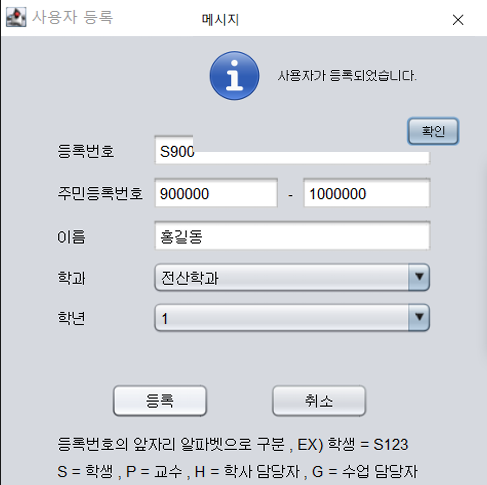 사용자 등록
메시지
사용자가 등록되었습니다.
확인
등록번호 S900
주민등록번호 900000 - 1000000
이름 홍길동
학과 전산학과
학년 1
등록 취소
등록번호의 앞자리 알파벳으로 구분 , EX) 학생 = S123
S = 학생 , P = 교수 , H = 학사 담당자 , G = 수업 담당자